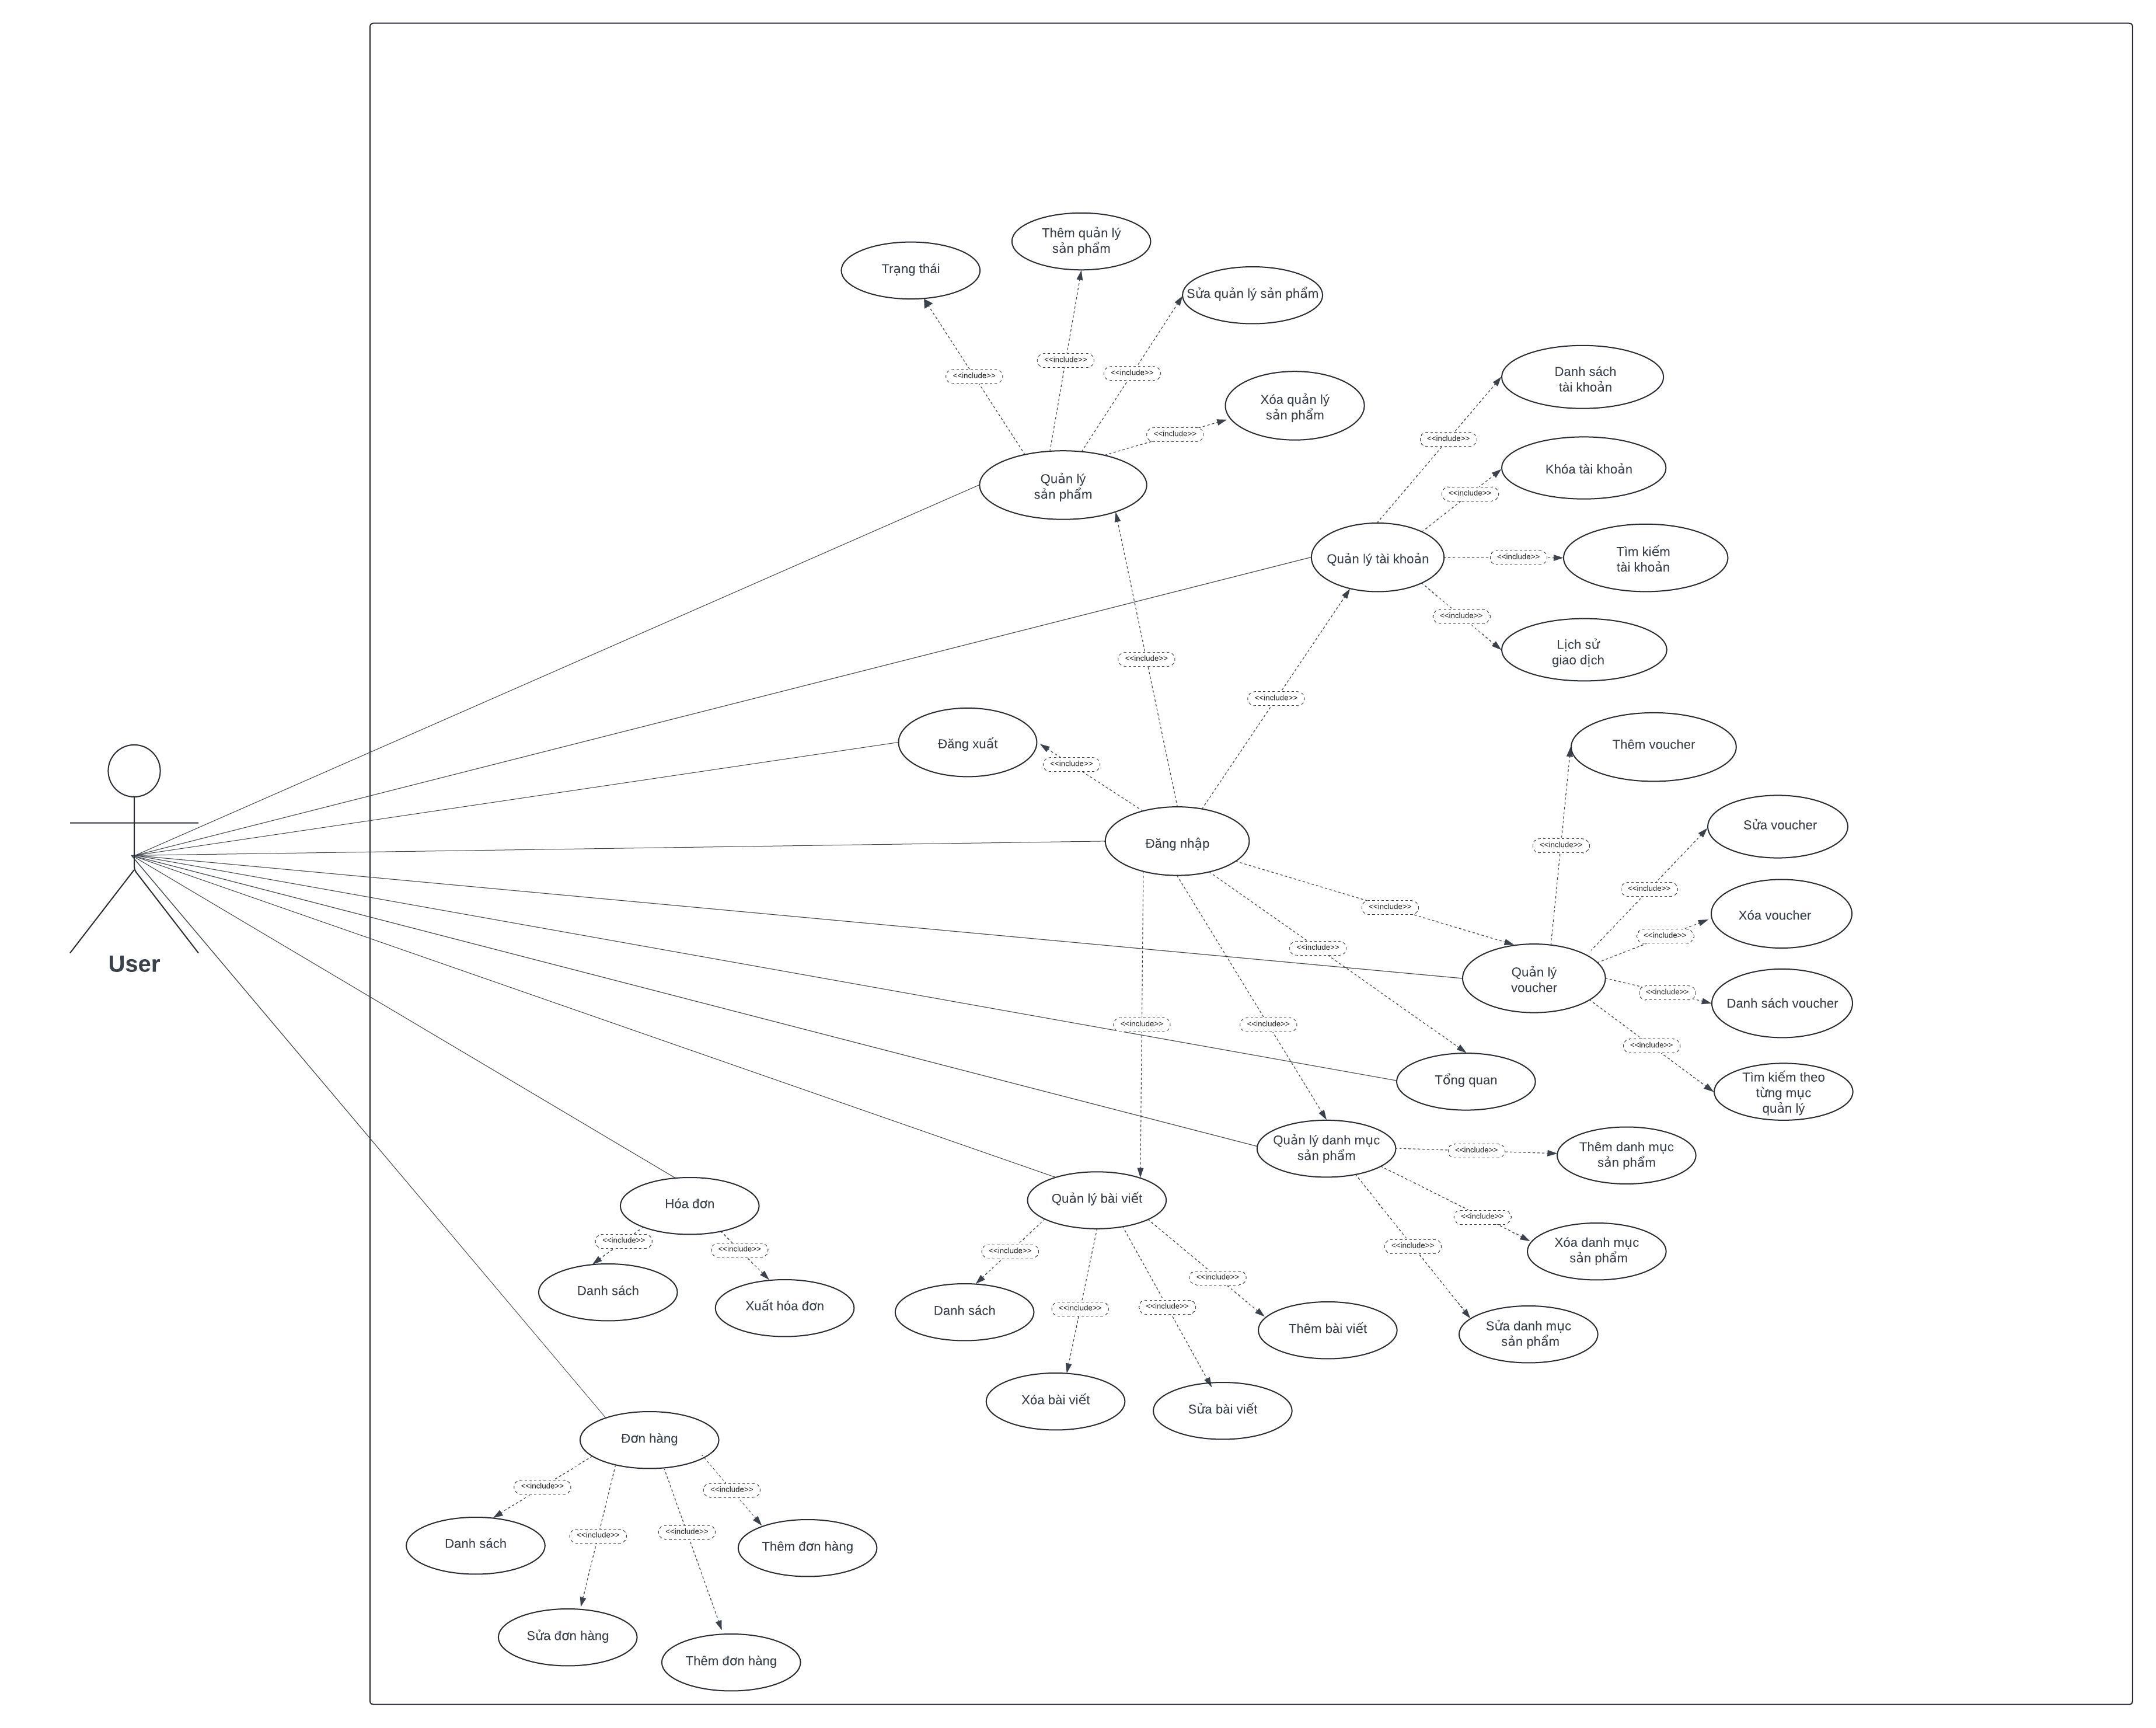 Thêm quản lý
sản phẩm
Trạng thái
Sửa quản lý sản phẩm
<<include>>
<<include>>
<<include>>
Danh sách
tài khoản
Xóa quản lý
sản phẩm
<<include>>
<<include>>
Khóa tài khoản
Quản lý
sản phẩm
<<include>>
Quản lý tài khoản
<<include>>
Tìm kiếm
tài khoản
<<include>>
Lịch sử
giao dịch
<<include>>
<<include>>
Đăng xuất
<<include>>
Thêm voucher
Đăng nhập
<<include>>
Sửa voucher
<<include>>
<<include>>
Xóa voucher
<<include>>
<<include>>
User
Quản lý
voucher
<<include>>
Danh sách voucher
<<include>>
<<include>>
<<include>>
Tổng quan
Tìm kiếm theo
từng mục
quản lý
Quản lý danh mục
sản phẩm
<<include>>
Thêm danh mục
sản phẩm
Hóa đơn
Quản lý bài viết
<<include>>
<<include>>
<<include>>
<<include>>
<<include>>
Xóa danh mục
sản phẩm
<<include>>
Danh sách
Xuất hóa đơn
Danh sách
<<include>>
<<include>>
Thêm bài viết
Sửa danh mục
sản phẩm
Xóa bài viết
Sửa bài viết
Đơn hàng
<<include>>
<<include>>
<<include>>
<<include>>
Danh sách
Thêm đơn hàng
Sửa đơn hàng
Thêm đơn hàng